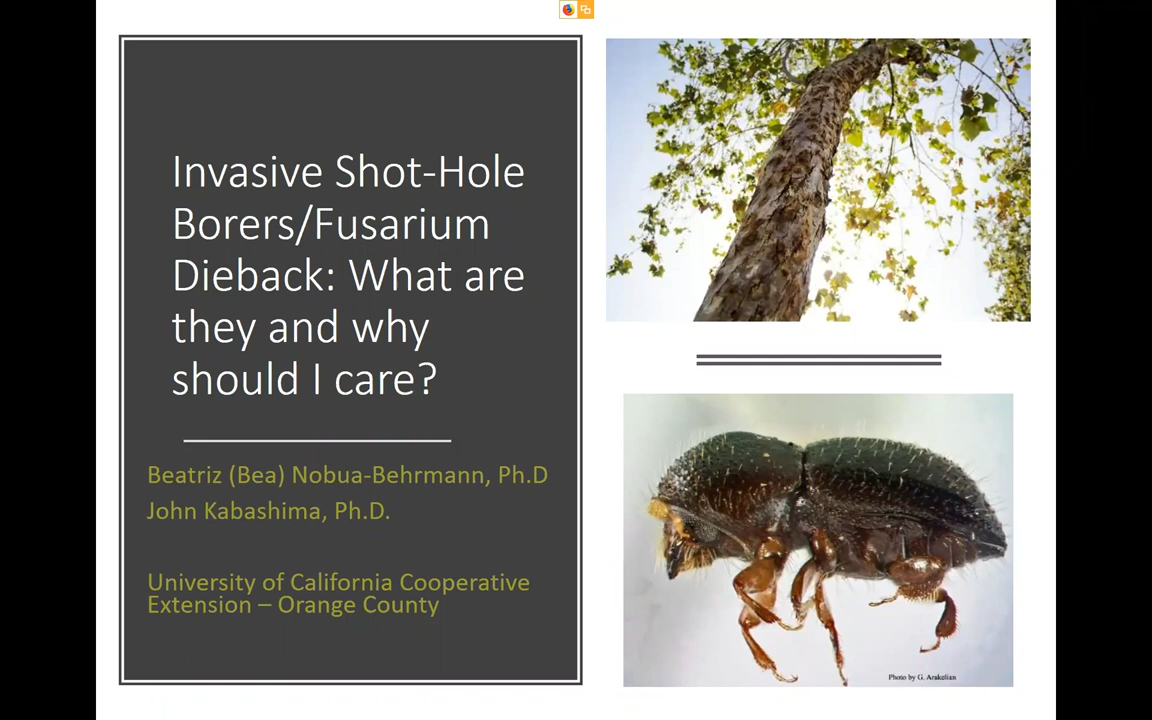 Invasive Shot-Hole
Borers/Fusarium
Dieback: What are
they and why
should I care?
Beatriz (Bea) Nobua-Behrmann, Ph.D
John Kabashima, Ph.D.
University of California Cooperative
Extension – Orange County
Photo by G. Arakelian